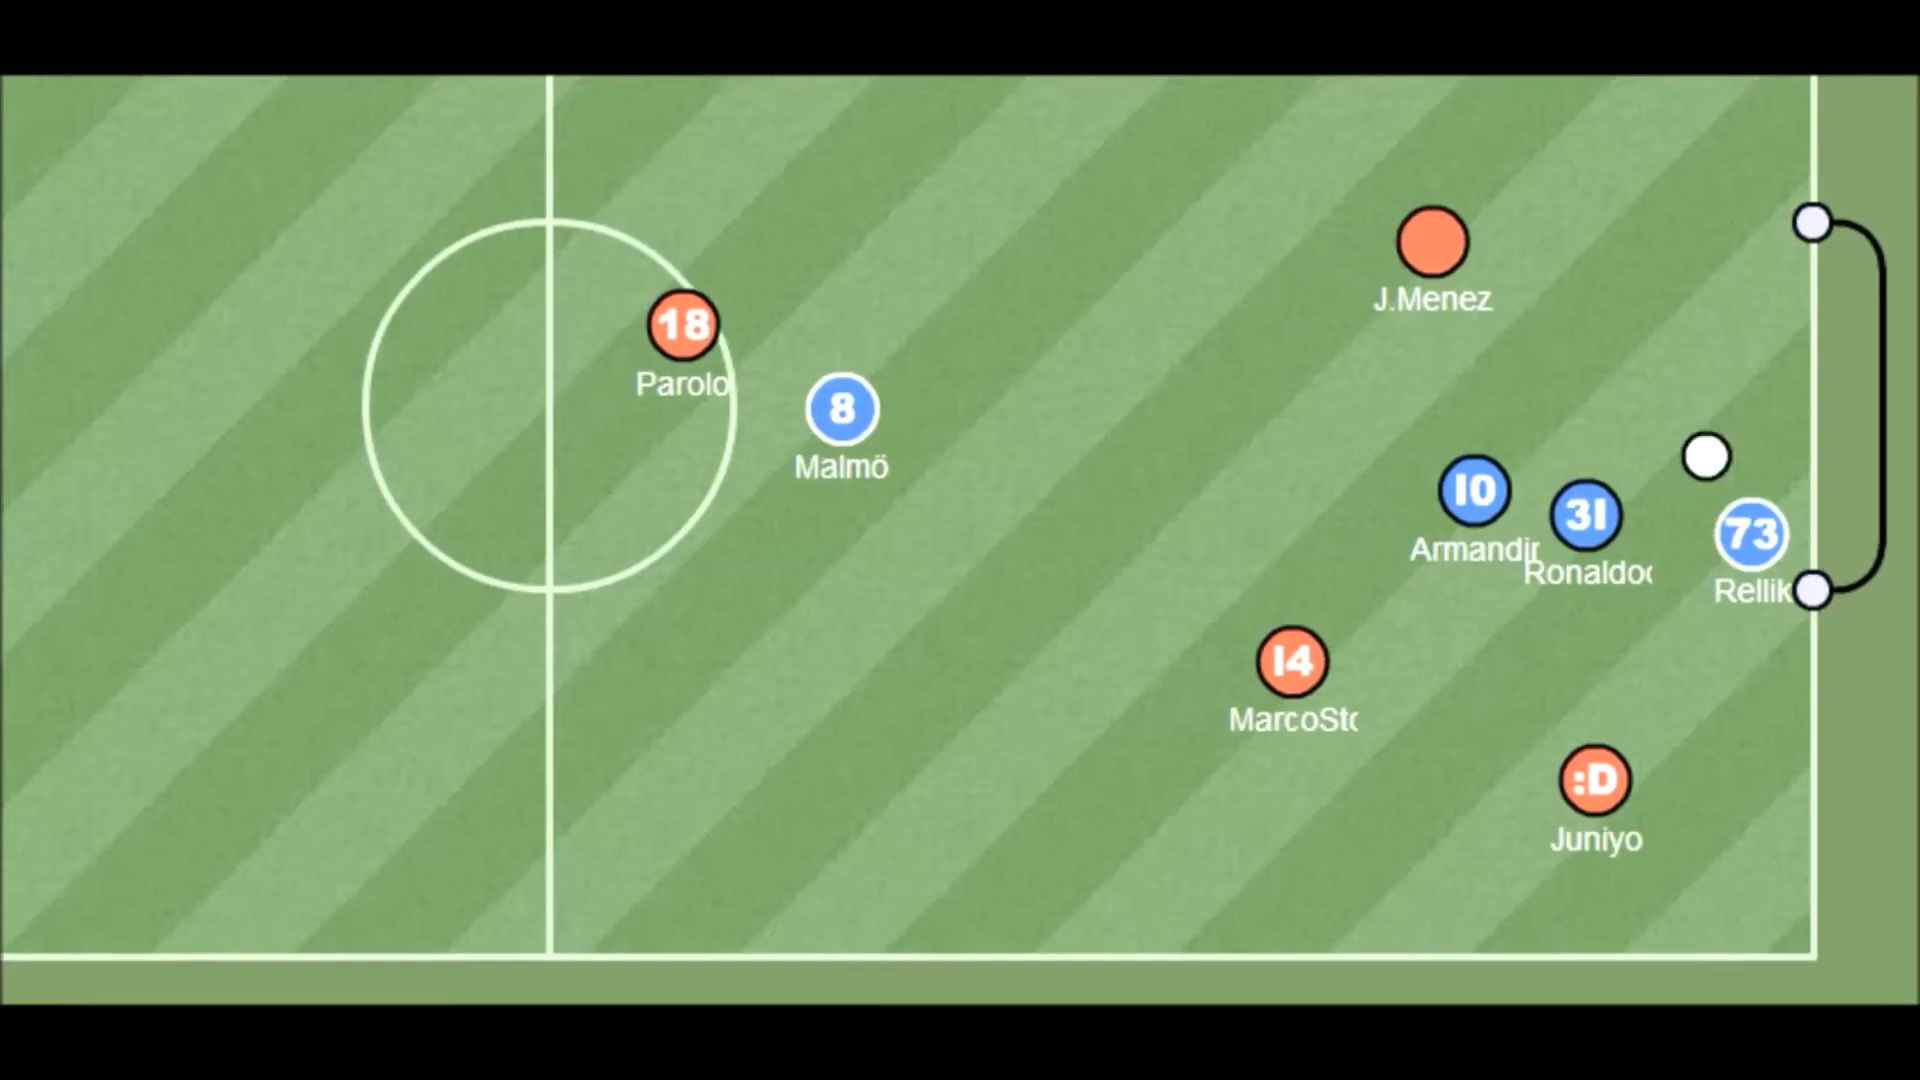 J.Menez
18
Parolo
8
Malmö
10
Armandir
31
Ronaldoo
73
Rellik
14
MarcoSto
:D
Juniyo